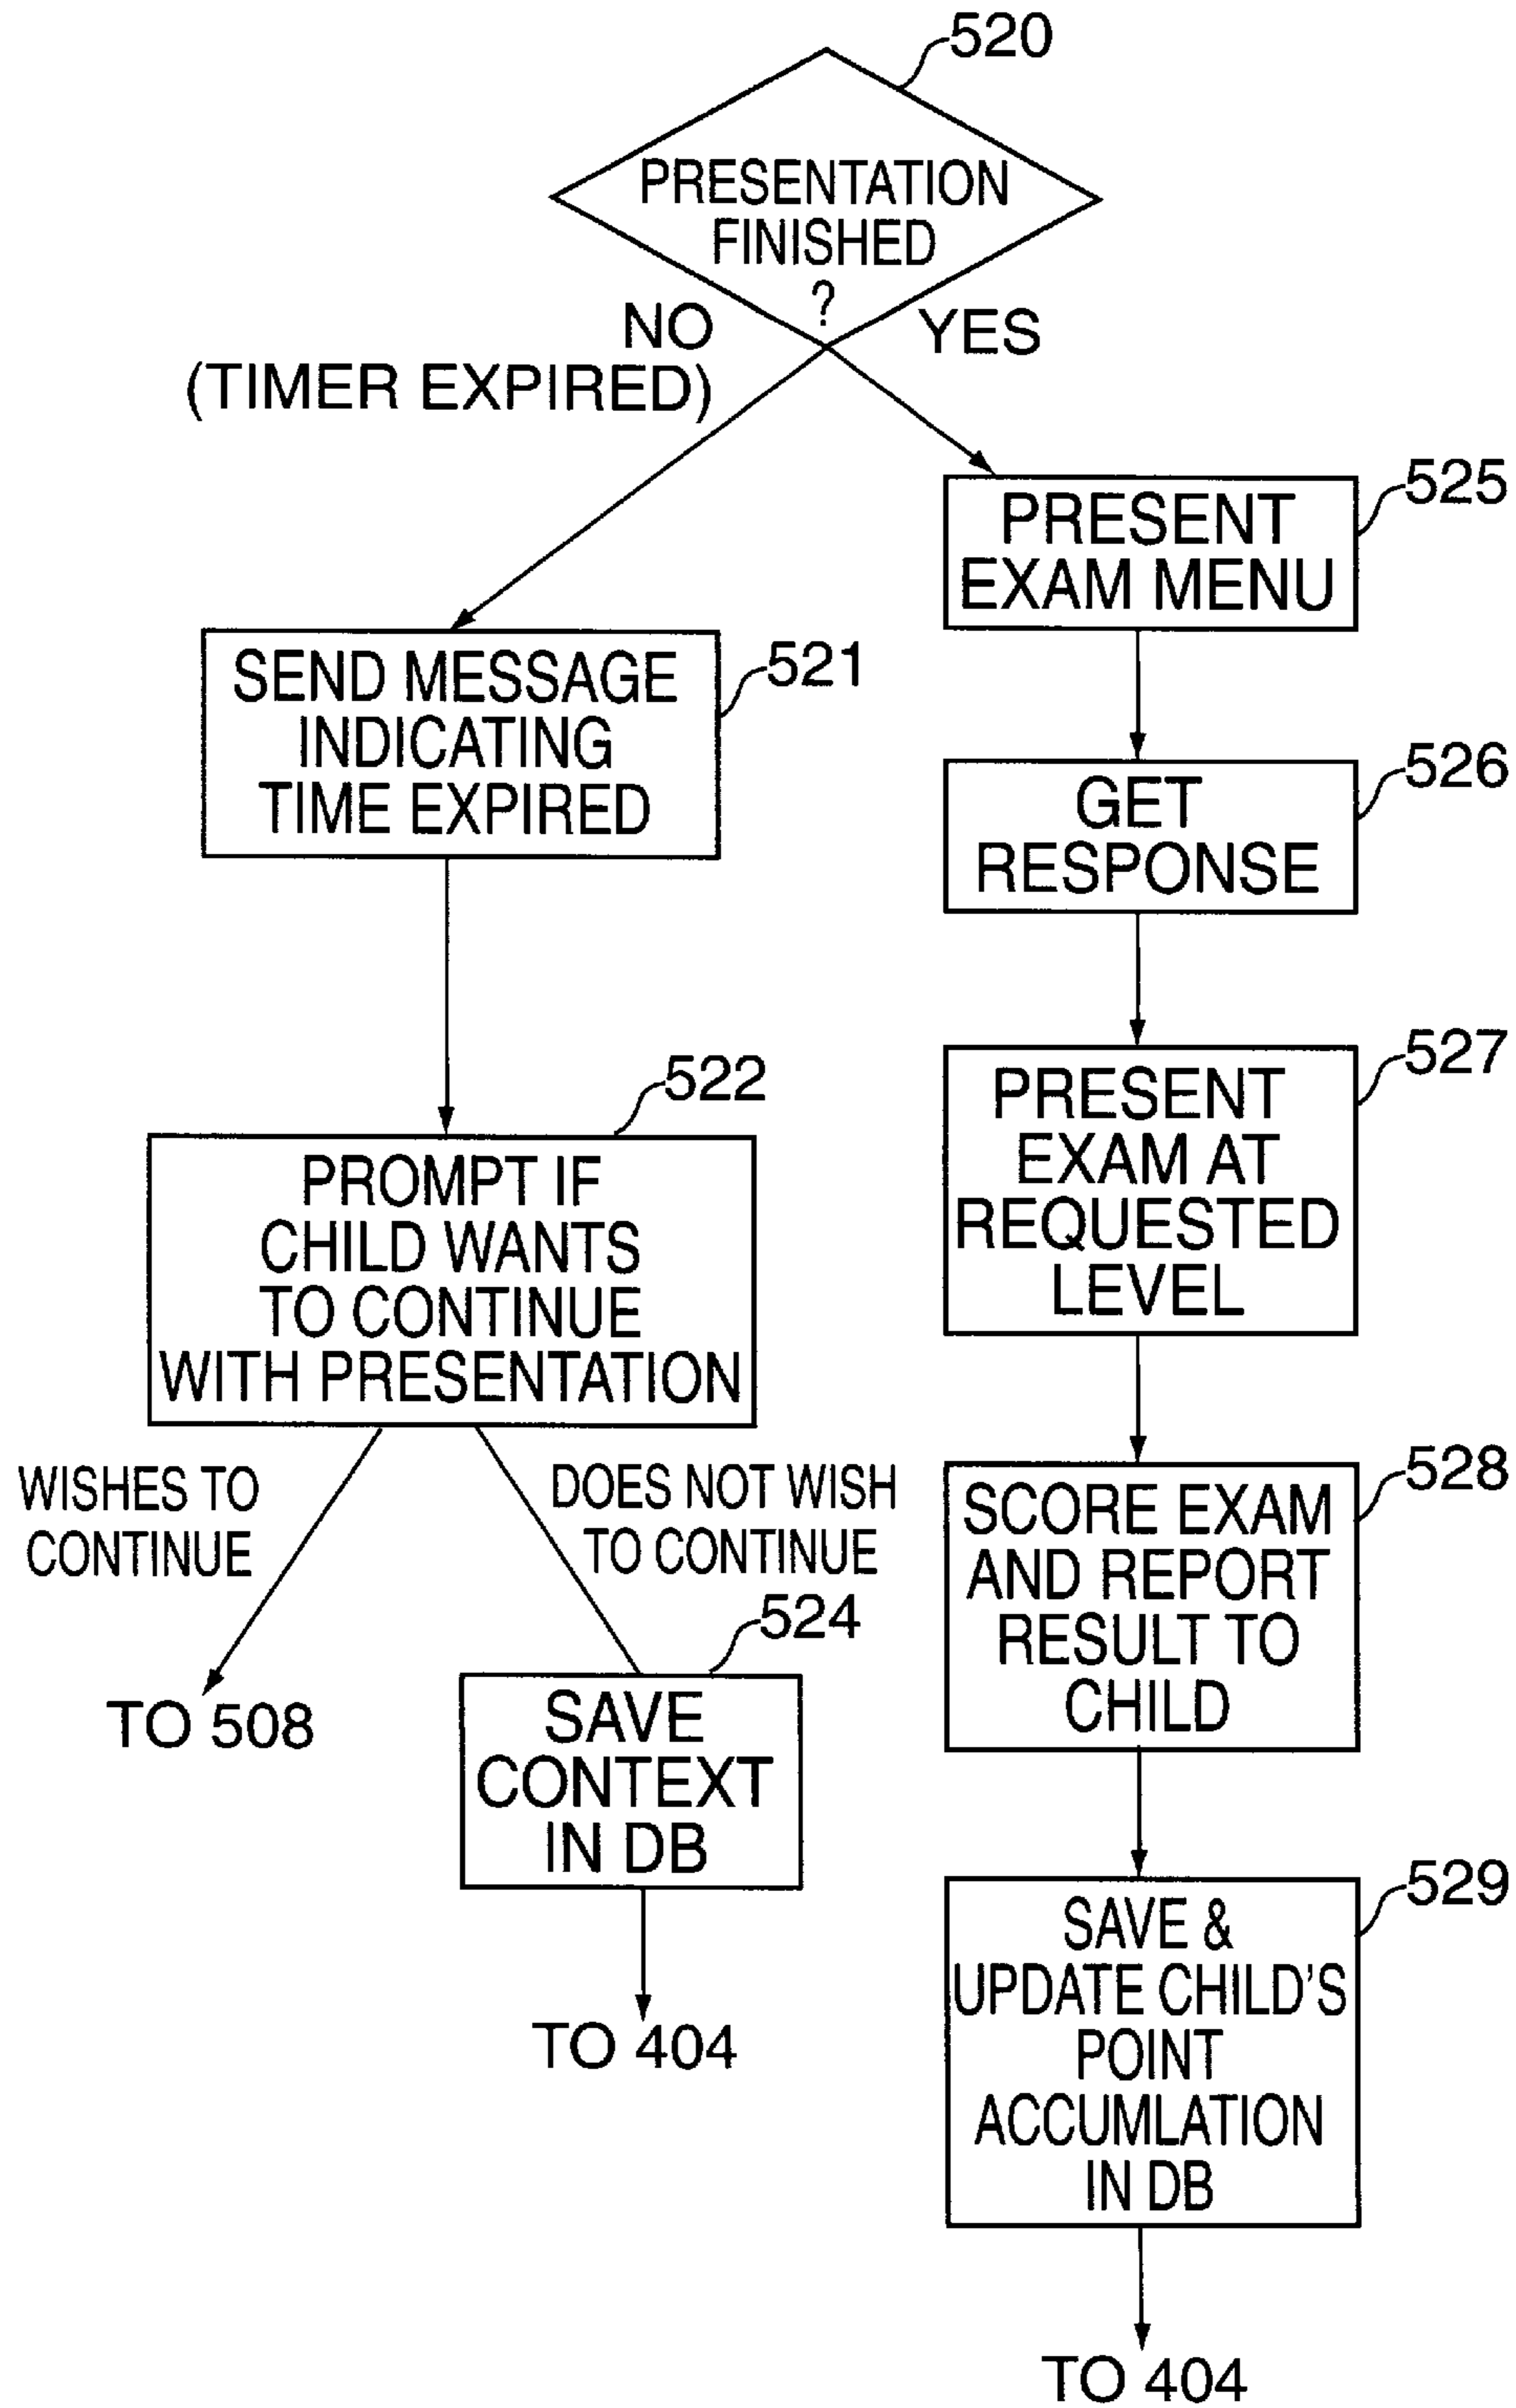 520
PRESENTATION
FINISHED
?
NO
(TIMER EXPIRED)
YES
525
PRESENT
EXAM MENU
521
SEND MESSAGE
INDICATING
TIME EXPIRED
526
GET
RESPONSE
527
PRESENT
EXAM AT
REQUESTED
LEVEL
522
PROMPT IF
CHILD WANTS
TO CONTINUE
WITH PRESENTATION
WISHES TO
CONTINUE
DOES NOT WISH
TO CONTINUE
TO 508
524
SAVE
CONTEXT
IN DB
TO 404
528
SCORE EXAM
AND REPORT
RESULT TO
CHILD
529
SAVE &
UPDATE CHILD'S
POINT
ACCUMLATION
IN DB
TO 404